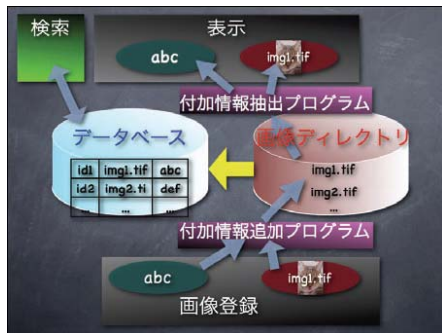 検索
表示
abc
img1.tif
付加情報抽出プログラム
データベース
画像ディレクトリ
id1 img1.tif abc
id2 img2.ti def
... ... ...
img1.tif
img2.tif
...
付加情報追加プログラム
abc
img1.tif
画像登録